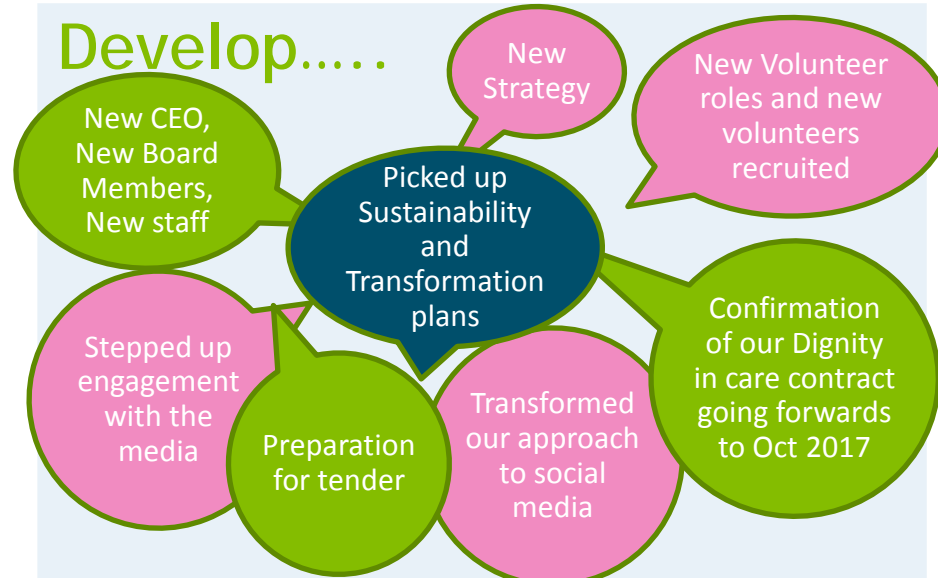 Develop.....
New
Strategy
New Volunteer
roles and new
volunteers
recruited
New CEO,
New Board
Members,
New staff
Picked up
Sustainability
and
Transformation
plans
Confirmation
of our Dignity
in care contract
going forwards
to Oct 2017
Stepped up
engagement
with the
media
Preparation
for tender
Transformed
our approach
to social
media